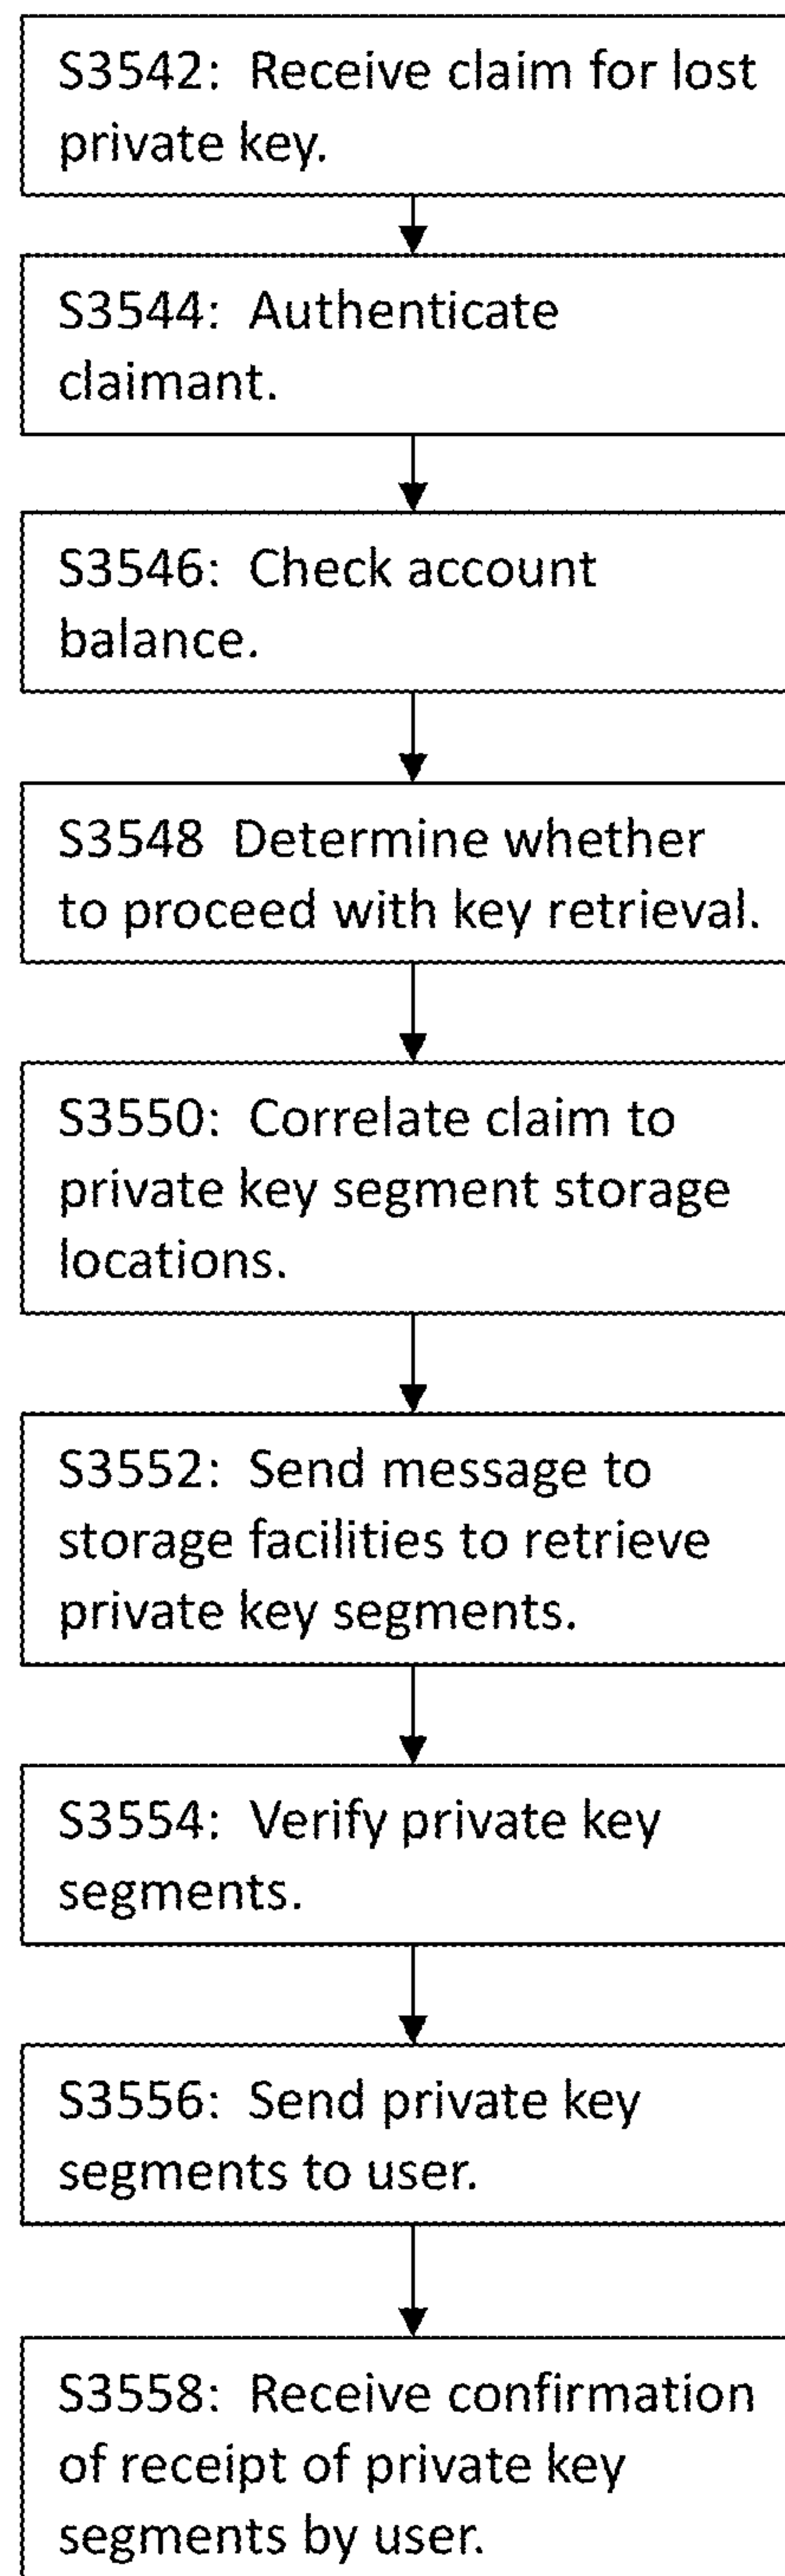 S3542:  Receive claim for lost
private key.
S3544:  Authenticate
claimant.
S3546:  Check account
balance.
S3548  Determine whether
to proceed with key retrieval.
S3550:  Correlate claim to
private key segment storage
locations.
S3552:  Send message to
storage facilities to retrieve
private key segments.
S3554:  Verify private key
segments.
S3556:  Send private key
segments to user.
S3558:  Receive confirmation
of receipt of private key
segments by user.